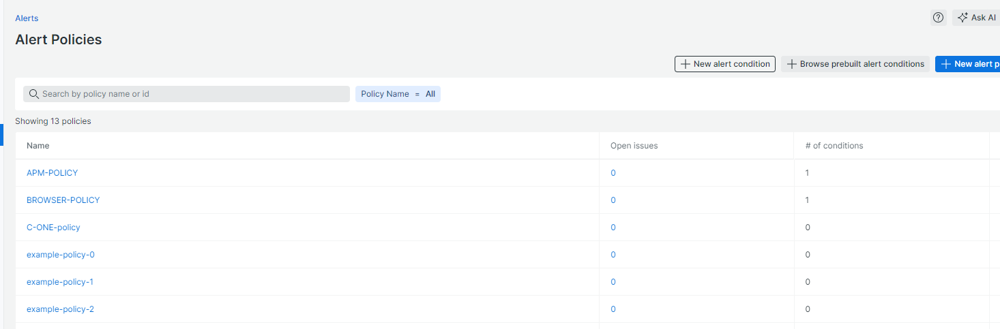 Alerts
Ask AI
Alert Policies
New alert condition
Browse prebuilt alert conditions
New alert p
Search by policy name or id
Policy Name = All
Showing 13 policies
Name Open issues # of conditions
APM-POLICY 0 1
BROWSER-POLICY 0 1
C-ONE-policy 0 0
example-policy-0 0 0
example-policy-1 0 0
example-policy-2 0 0